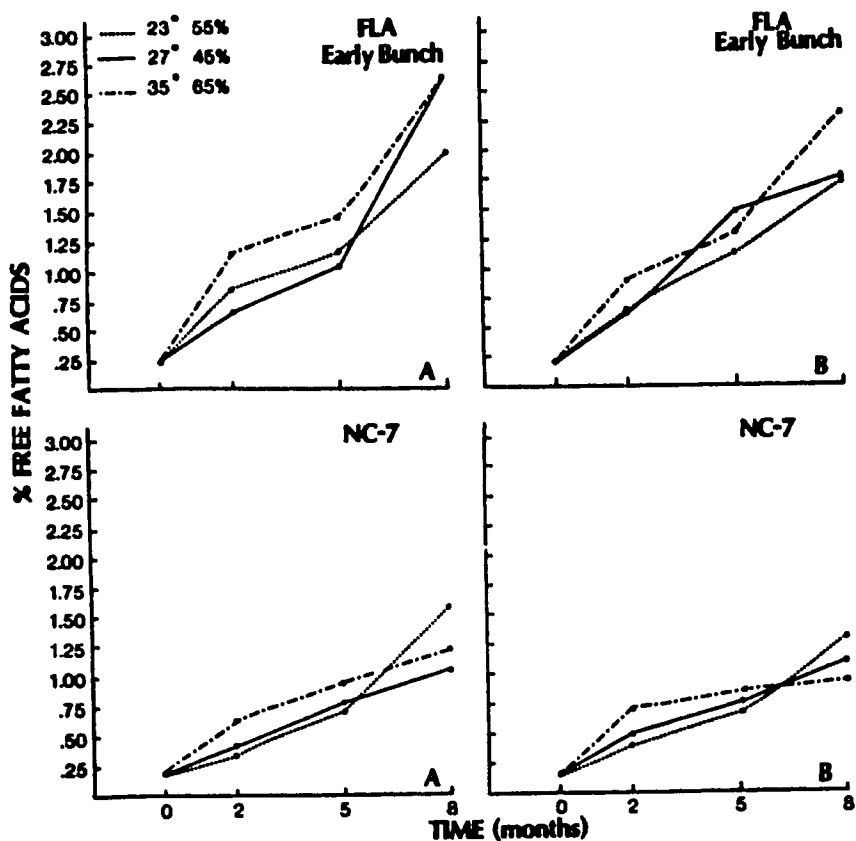 % FREE FATTY ACIDS
3.00
2.75
2.50
2.25
2.00
1.75
1.50
1.25
1.00
.75
.50
.25
23° 55%
27° 45%
35° 65%
FLA
Early Bunch
A
FLA
Early Bunch
B
3.00
2.75
2.50
2.25
2.00
1.75
1.50
1.25
1.00
.75
.50
.25
NC-7
A
NC-7
B
0 2 5 8
0 2 5 8
TIME (months)